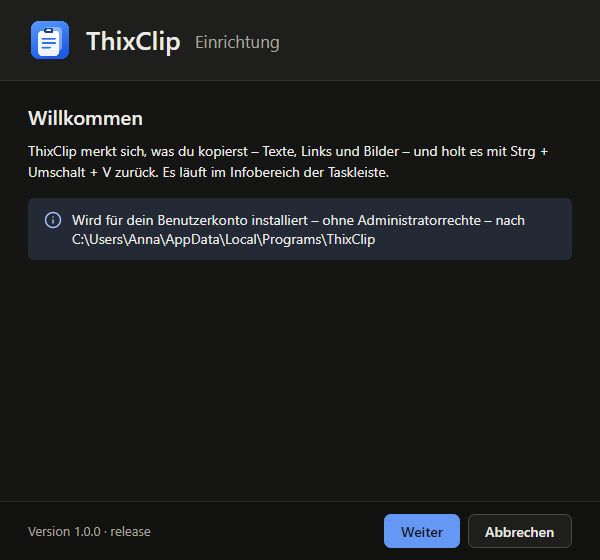 ThixClip Einrichtung
Willkommen
ThixClip merkt sich, was du kopierst – Texte, Links und Bilder – und holt es mit Strg +
Umschalt + V zurück. Es läuft im Infobereich der Taskleiste.
Wird für dein Benutzerkonto installiert – ohne Administratorrechte – nach
C:\Users\Anna\AppData\Local\Programs\ThixClip
Version 1.0.0 · release
Weiter
Abbrechen